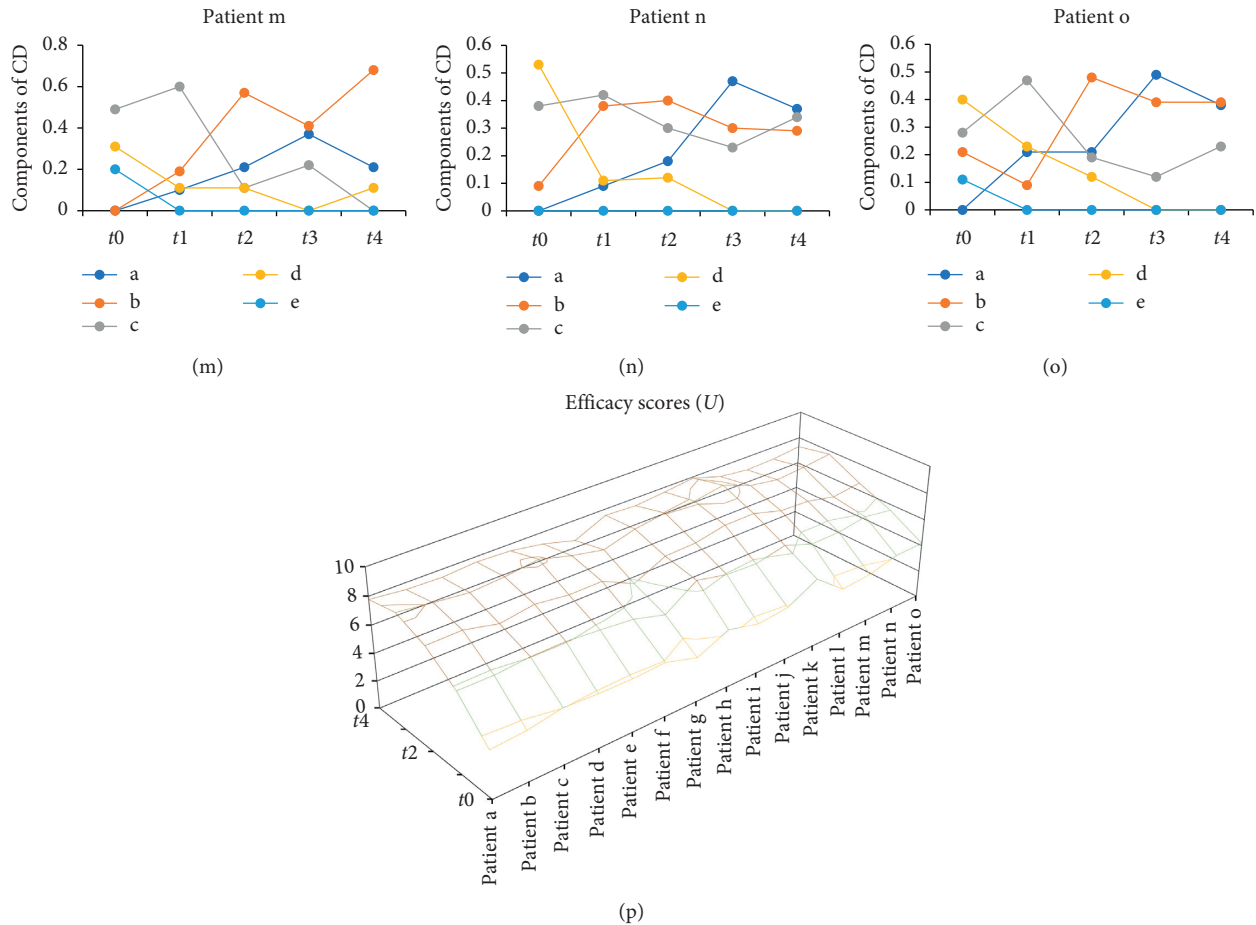 Patient m
Components of CD
0.8
0.6
0.4
0.2
0
t0 t1 t2 t3 t4
a d
b e
c
(m)
Patient n
Components of CD
0.6
0.5
0.4
0.3
0.2
0.1
0
t0 t1 t2 t3 t4
a d
b e
c
(n)
Patient o
Components of CD
0.6
0.5
0.4
0.3
0.2
0.1
0
t0 t1 t2 t3 t4
a d
b e
c
(o)
Efficacy scores (U)
10
8
6
4
2
0
t4
t2
t0
Patient a
Patient b
Patient c
Patient d
Patient e
Patient f
Patient g
Patient h
Patient i
Patient j
Patient k
Patient l
Patient m
Patient n
Patient o
(p)